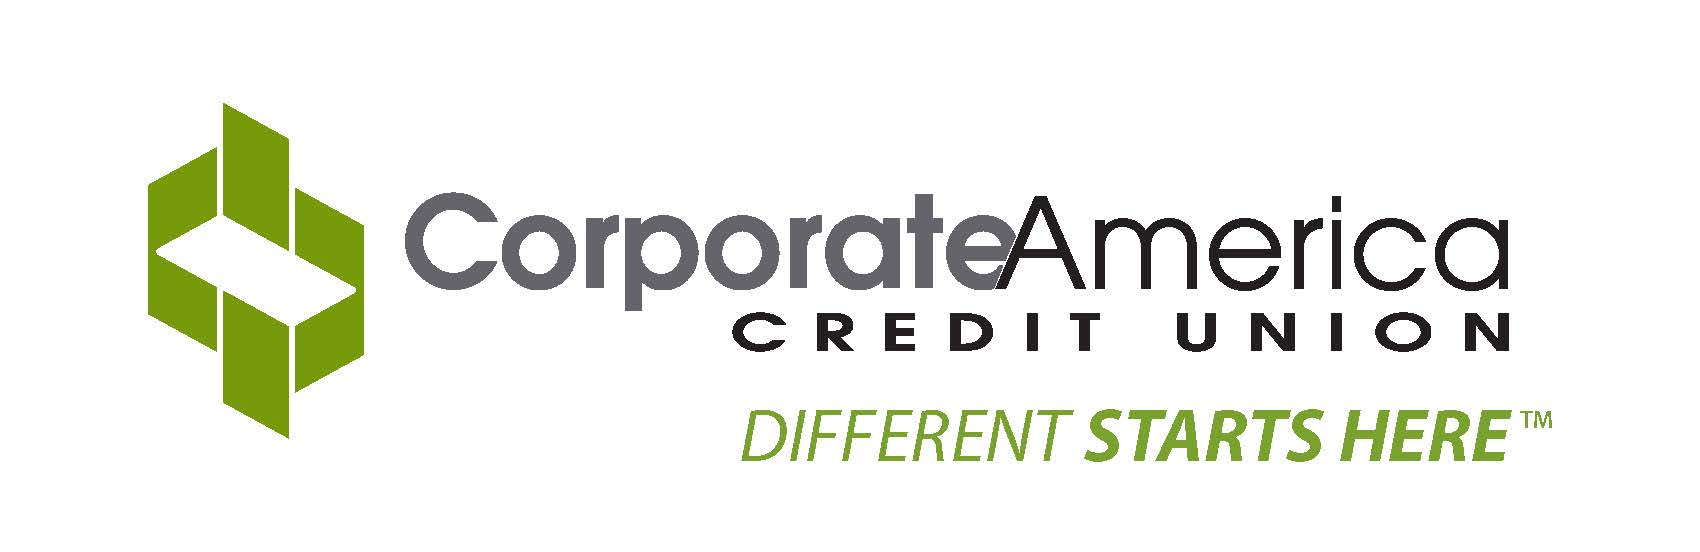 CorporateAmerica
CREDIT UNION
DIFFERENT STARTS HERE™